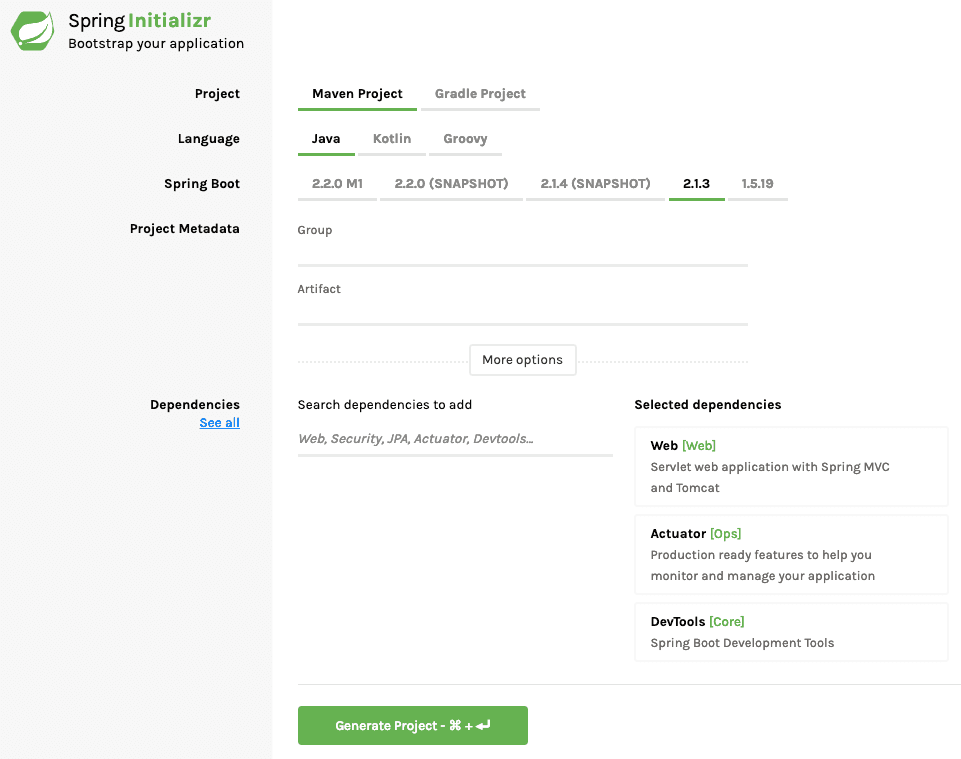 Spring Initializr
Bootstrap your application
Project
Maven Project Gradle Project
Language
Java Kotlin Groovy
Spring Boot
2.2.0 M1 2.2.0 (SNAPSHOT) 2.1.4 (SNAPSHOT) 2.1.3 1.5.19
Project Metadata
Group
Artifact
More options
Dependencies
See all
Search dependencies to add
Web, Security, JPA, Actuator, Devtools...
Selected dependencies
Web [Web]
Servlet web application with Spring MVC
and Tomcat
Actuator [Ops]
Production ready features to help you
monitor and manage your application
DevTools [Core]
Spring Boot Development Tools
Generate Project - ⌘ + ↵